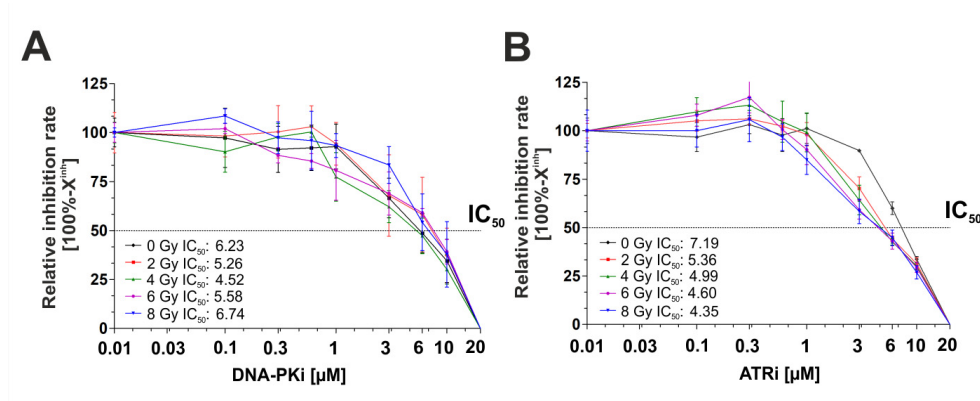 A
Relative inhibition rate
[100%-X^inh]
125
100
75
50
25
0
IC50
0 Gy IC50: 6.23
2 Gy IC50: 5.26
4 Gy IC50: 4.52
6 Gy IC50: 5.58
8 Gy IC50: 6.74
0.01 0.03 0.1 0.3 1 3 6 10 20
DNA-PKi [µM]
B
Relative inhibition rate
[100%-X^inh]
125
100
75
50
25
0
IC50
0 Gy IC50: 7.19
2 Gy IC50: 5.36
4 Gy IC50: 4.99
6 Gy IC50: 4.60
8 Gy IC50: 4.35
0.01 0.03 0.1 0.3 1 3 6 10 20
ATRi [µM]